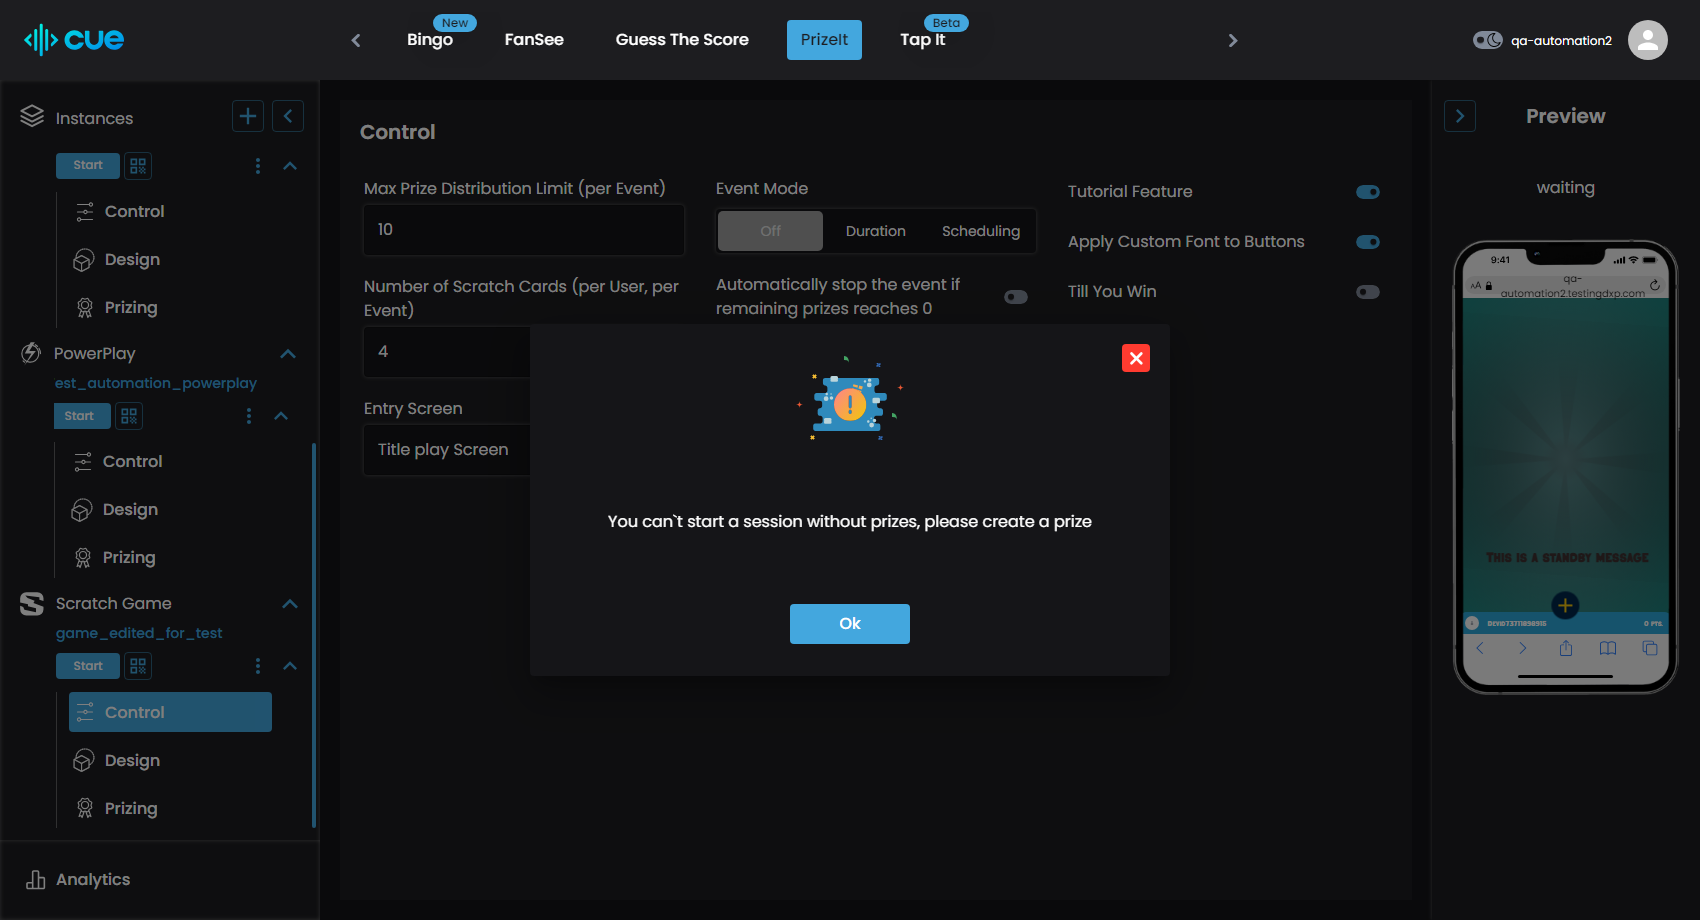 cue
New
Bingo
FanSee
Guess The Score
PrizeIt
Beta
Tap It
qa-automation2
Instances
Start
Control
Design
Prizing
PowerPlay
est_automation_powerplay
Start
Control
Design
Prizing
Scratch Game
game_edited_for_test
Start
Control
Design
Prizing
Analytics
Control
Max Prize Distribution Limit (per Event)
10
Number of Scratch Cards (per User, per
Event)
4
Entry Screen
Title play Screen
Event Mode
Off
Duration
Scheduling
Automatically stop the event if
remaining prizes reaches 0
Tutorial Feature
Apply Custom Font to Buttons
Till You Win
You can`t start a session without prizes, please create a prize
Ok
Preview
waiting
9:41
AA
qa-
automation2.testingdxp.com
This is a standby message
0 PTS.